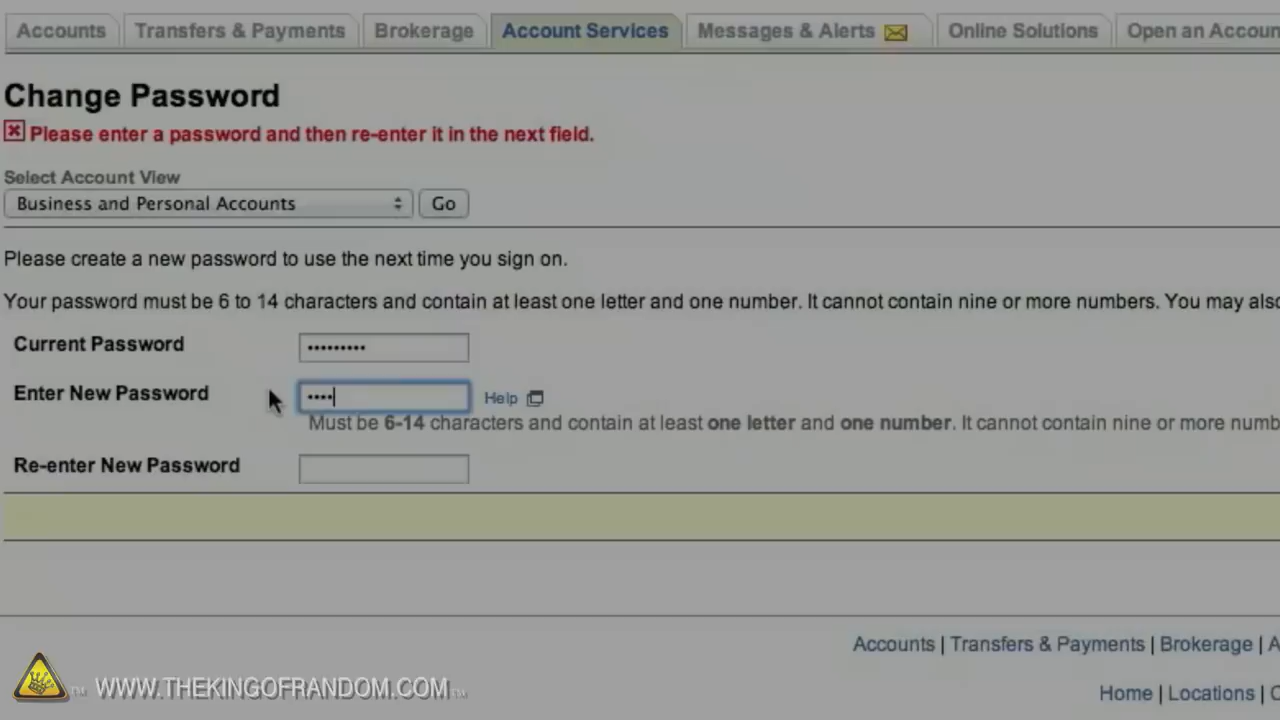 Accounts Transfers & Payments Brokerage Account Services Messages & Alerts Online Solutions Open an Accoun
Change Password
Please enter a password and then re-enter it in the next field.
Select Account View
Business and Personal Accounts Go
Please create a new password to use the next time you sign on.
Your password must be 6 to 14 characters and contain at least one letter and one number. It cannot contain nine or more numbers. You may also
Current Password •••••••••
Enter New Password •••• Help
Must be 6-14 characters and contain at least one letter and one number. It cannot contain nine or more numb
Re-enter New Password
Accounts | Transfers & Payments | Brokerage | A
Home | Locations | C
WWW.THEKINGOFRANDOM.COM